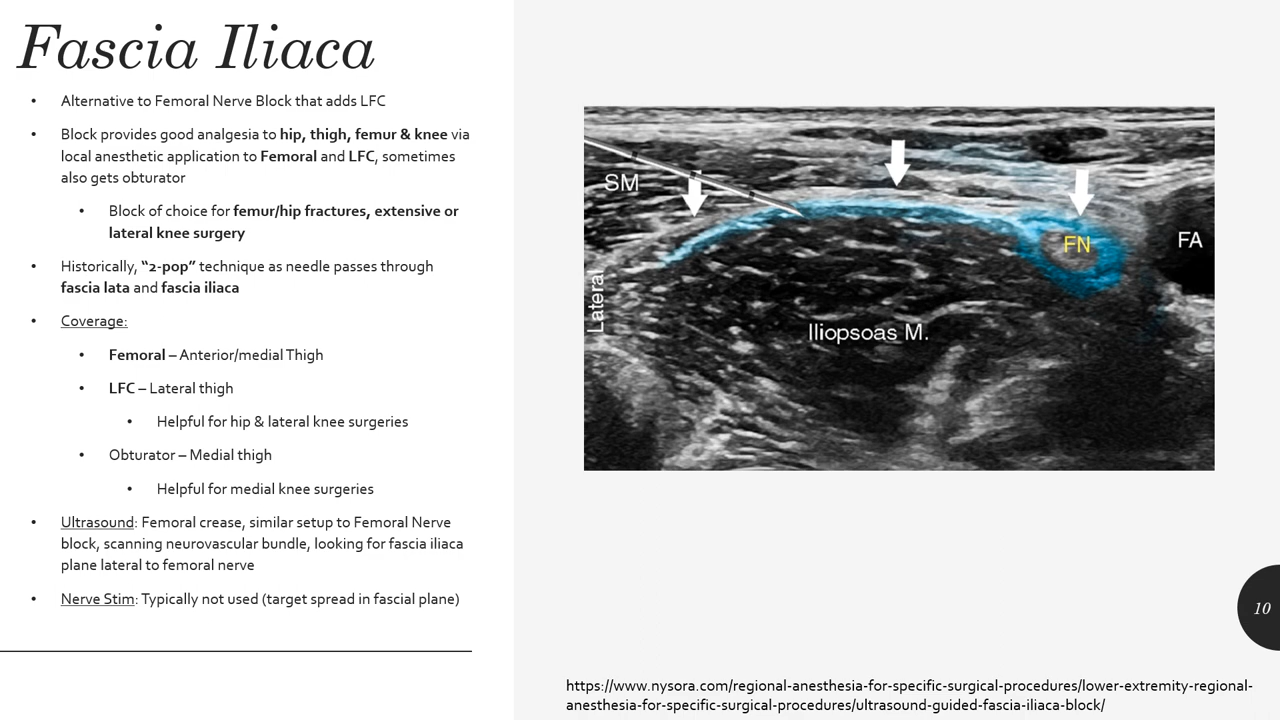 Fascia Iliaca
• Alternative to Femoral Nerve Block that adds LFC
• Block provides good analgesia to hip, thigh, femur & knee via
local anesthetic application to Femoral and LFC, sometimes
also gets obturator
• Block of choice for femur/hip fractures, extensive or
lateral knee surgery
• Historically, “2-pop” technique as needle passes through
fascia lata and fascia iliaca
• Coverage:
• Femoral – Anterior/medial Thigh
• LFC – Lateral thigh
• Helpful for hip & lateral knee surgeries
• Obturator – Medial thigh
• Helpful for medial knee surgeries
• Ultrasound: Femoral crease, similar setup to Femoral Nerve
block, scanning neurovascular bundle, looking for fascia iliaca
plane lateral to femoral nerve
• Nerve Stim: Typically not used (target spread in fascial plane)
SM
FN
FA
Lateral
Iliopsoas M.
10
https://www.nysora.com/regional-anesthesia-for-specific-surgical-procedures/lower-extremity-regional-
anesthesia-for-specific-surgical-procedures/ultrasound-guided-fascia-iliaca-block/